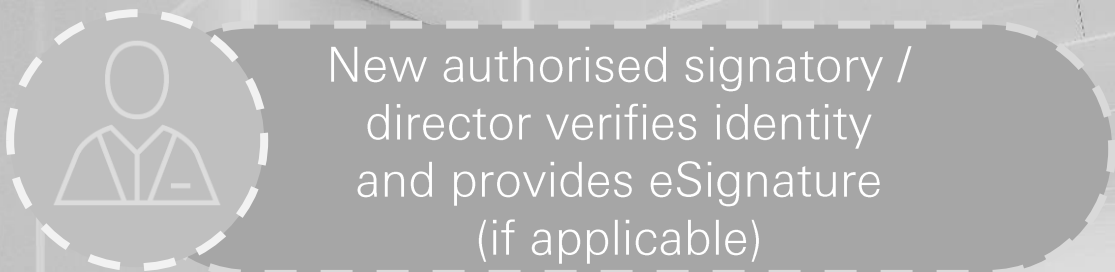 New authorised signatory /
director verifies identity
and provides eSignature
(if applicable)